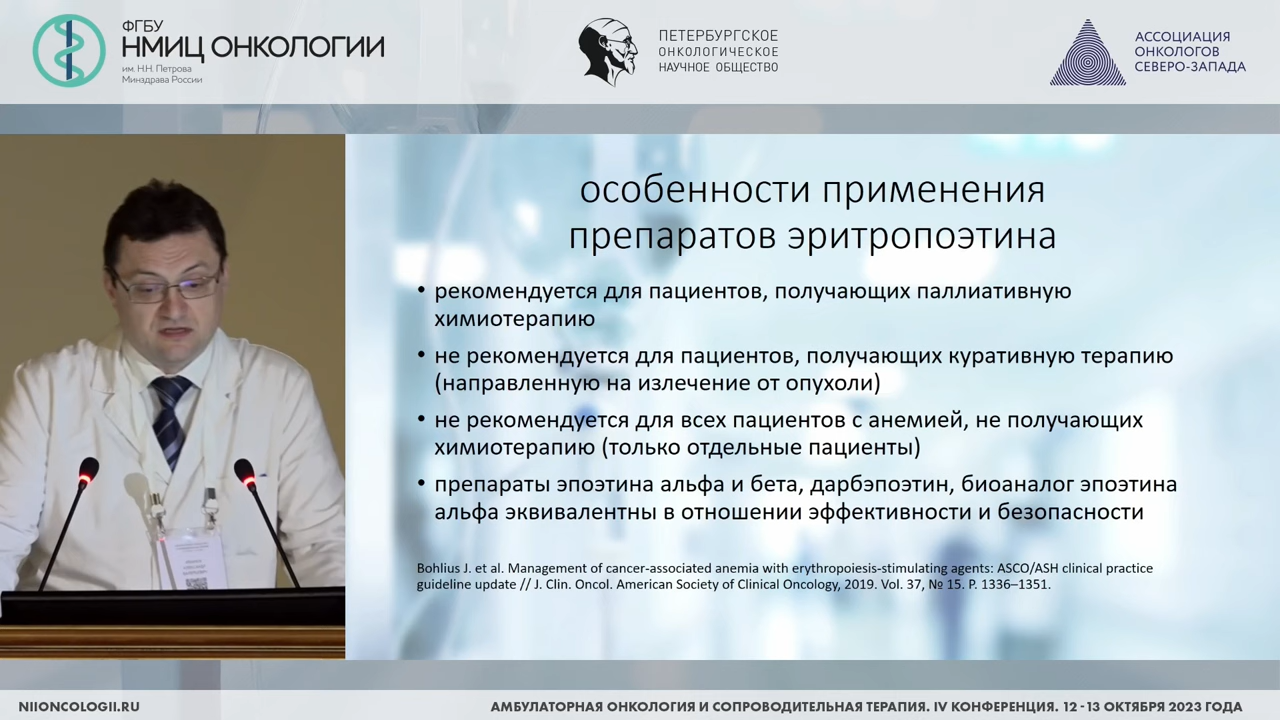 ФГБУ
НМИЦ ОНКОЛОГИИ
им. Н.Н. Петрова
Минздрава России
ПЕТЕРБУРГСКОЕ
ОНКОЛОГИЧЕСКОЕ
НАУЧНОЕ ОБЩЕСТВО
АССОЦИАЦИЯ
ОНКОЛОГОВ
СЕВЕРО-ЗАПАДА
особенности применения
препаратов эритропоэтина
• рекомендуется для пациентов, получающих паллиативную
химиотерапию
• не рекомендуется для пациентов, получающих куративную терапию
(направленную на излечение от опухоли)
• не рекомендуется для всех пациентов с анемией, не получающих
химиотерапию (только отдельные пациенты)
• препараты эпоэтина альфа и бета, дарбэпоэтин, биоаналог эпоэтина
альфа эквивалентны в отношении эффективности и безопасности
Bohlius J. et al. Management of cancer-associated anemia with erythropoiesis-stimulating agents: ASCO/ASH clinical practice
guideline update // J. Clin. Oncol. American Society of Clinical Oncology, 2019. Vol. 37, № 15. P. 1336–1351.
NIIONCOLOGII.RU
АМБУЛАТОРНАЯ ОНКОЛОГИЯ И СОПРОВОДИТЕЛЬНАЯ ТЕРАПИЯ. IV КОНФЕРЕНЦИЯ. 12 - 13 ОКТЯБРЯ 2023 ГОДА